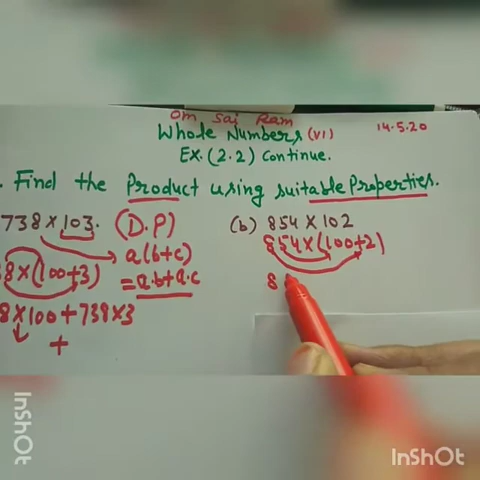 Om Sai Ram
Whole Numbers (VI) 14.5.20
EX.(2.2) Continue.
. Find the Product using suitable Properties.
738×103. (D.P)
a(b+c)
8×(100+3)
=a.b+a.c
8×100+738×3
+
(b) 854×102
854×(100+2)
8
InShOt
InShOt